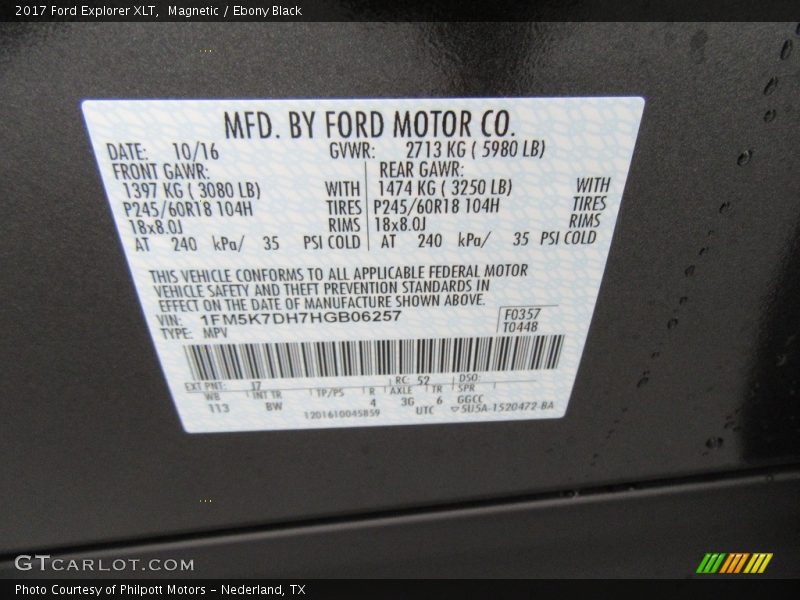 2017 Ford Explorer XLT, Magnetic / Ebony Black
MFD. BY FORD MOTOR CO.
DATE: 10/16 GVWR: 2713 KG ( 5980 LB)
FRONT GAWR: REAR GAWR:
1397 KG ( 3080 LB) WITH 1474 KG ( 3250 LB) WITH
P245/60R18 104H TIRES P245/60R18 104H TIRES
18x8.0J RIMS 18x8.0J RIMS
AT 240 kPa/ 35 PSI COLD AT 240 kPa/ 35 PSI COLD
THIS VEHICLE CONFORMS TO ALL APPLICABLE FEDERAL MOTOR
VEHICLE SAFETY AND THEFT PREVENTION STANDARDS IN
EFFECT ON THE DATE OF MANUFACTURE SHOWN ABOVE.
VIN: 1FM5K7DH7HGB06257 F0357
TYPE: MPV T0448
EXT PNT: J7 RC: 52 DSO:
WB INT TR TP/PS R AXLE TR SPR
113 BW 4 3G 6 GGCC
1201610045859 UTC 5U5A-1520472-BA
GTCARLOT.COM
Photo Courtesy of Philpott Motors - Nederland, TX